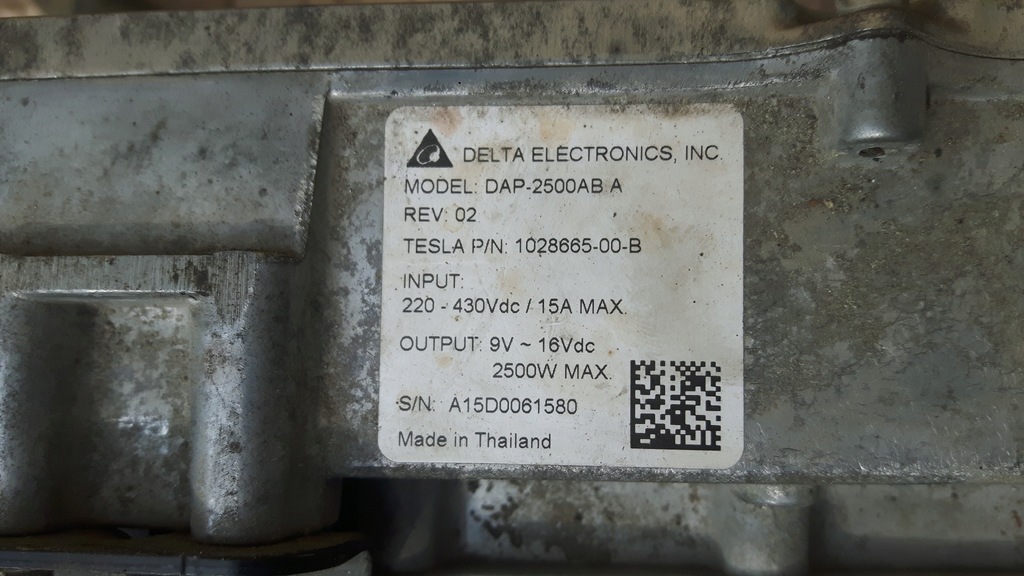 DELTA ELECTRONICS, INC.
MODEL: DAP-2500AB A
REV: 02
TESLA P/N: 1028665-00-B
INPUT:
220 - 430Vdc / 15A MAX.
OUTPUT: 9V ~ 16Vdc
2500W MAX.
S/N: A15D0061580
Made in Thailand